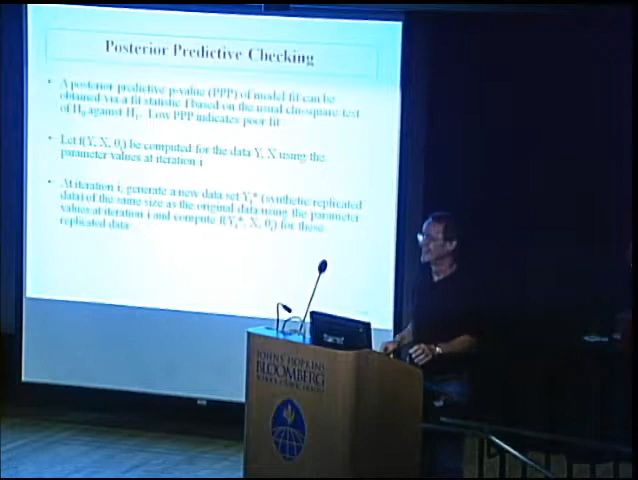 Posterior Predictive Checking
• A posterior predictive p-value (PPP) of model fit can be
obtained via a fit statistic f based on the usual chi-square test
of H0 against H1. Low PPP indicates poor fit
• Let f(Y, X, θi) be computed for the data Y, X using the
parameter values at iteration i
• At iteration i, generate a new data set Yi* (synthetic replicated
data) of the same size as the original data using the parameter
values at iteration i and compute f(Yi*, X, θi) for these
replicated data
JOHNS HOPKINS
BLOOMBERG